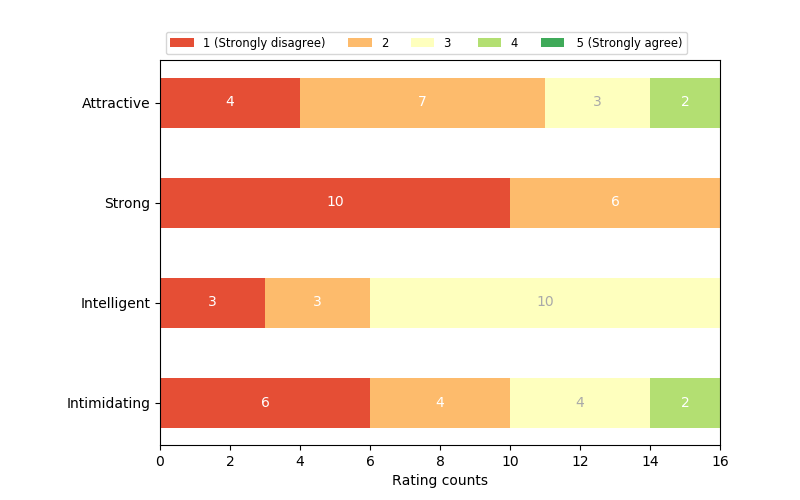 1 (Strongly disagree) 2 3 4 5 (Strongly agree)
Attractive 4 7 3 2
Strong 10 6
Intelligent 3 3 10
Intimidating 6 4 4 2
0 2 4 6 8 10 12 14 16
Rating counts